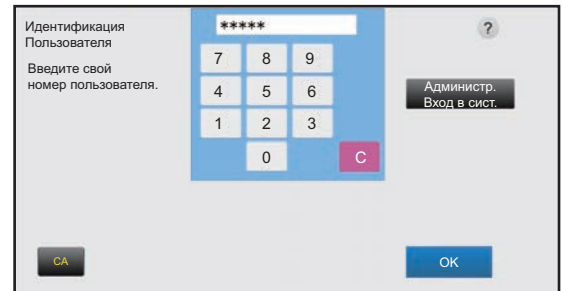 Идентификация
Пользователя
Введите свой
номер пользователя.
*****
7 8 9
4 5 6
1 2 3
0 C
?
Администр.
Вход в сист.
CA
OK